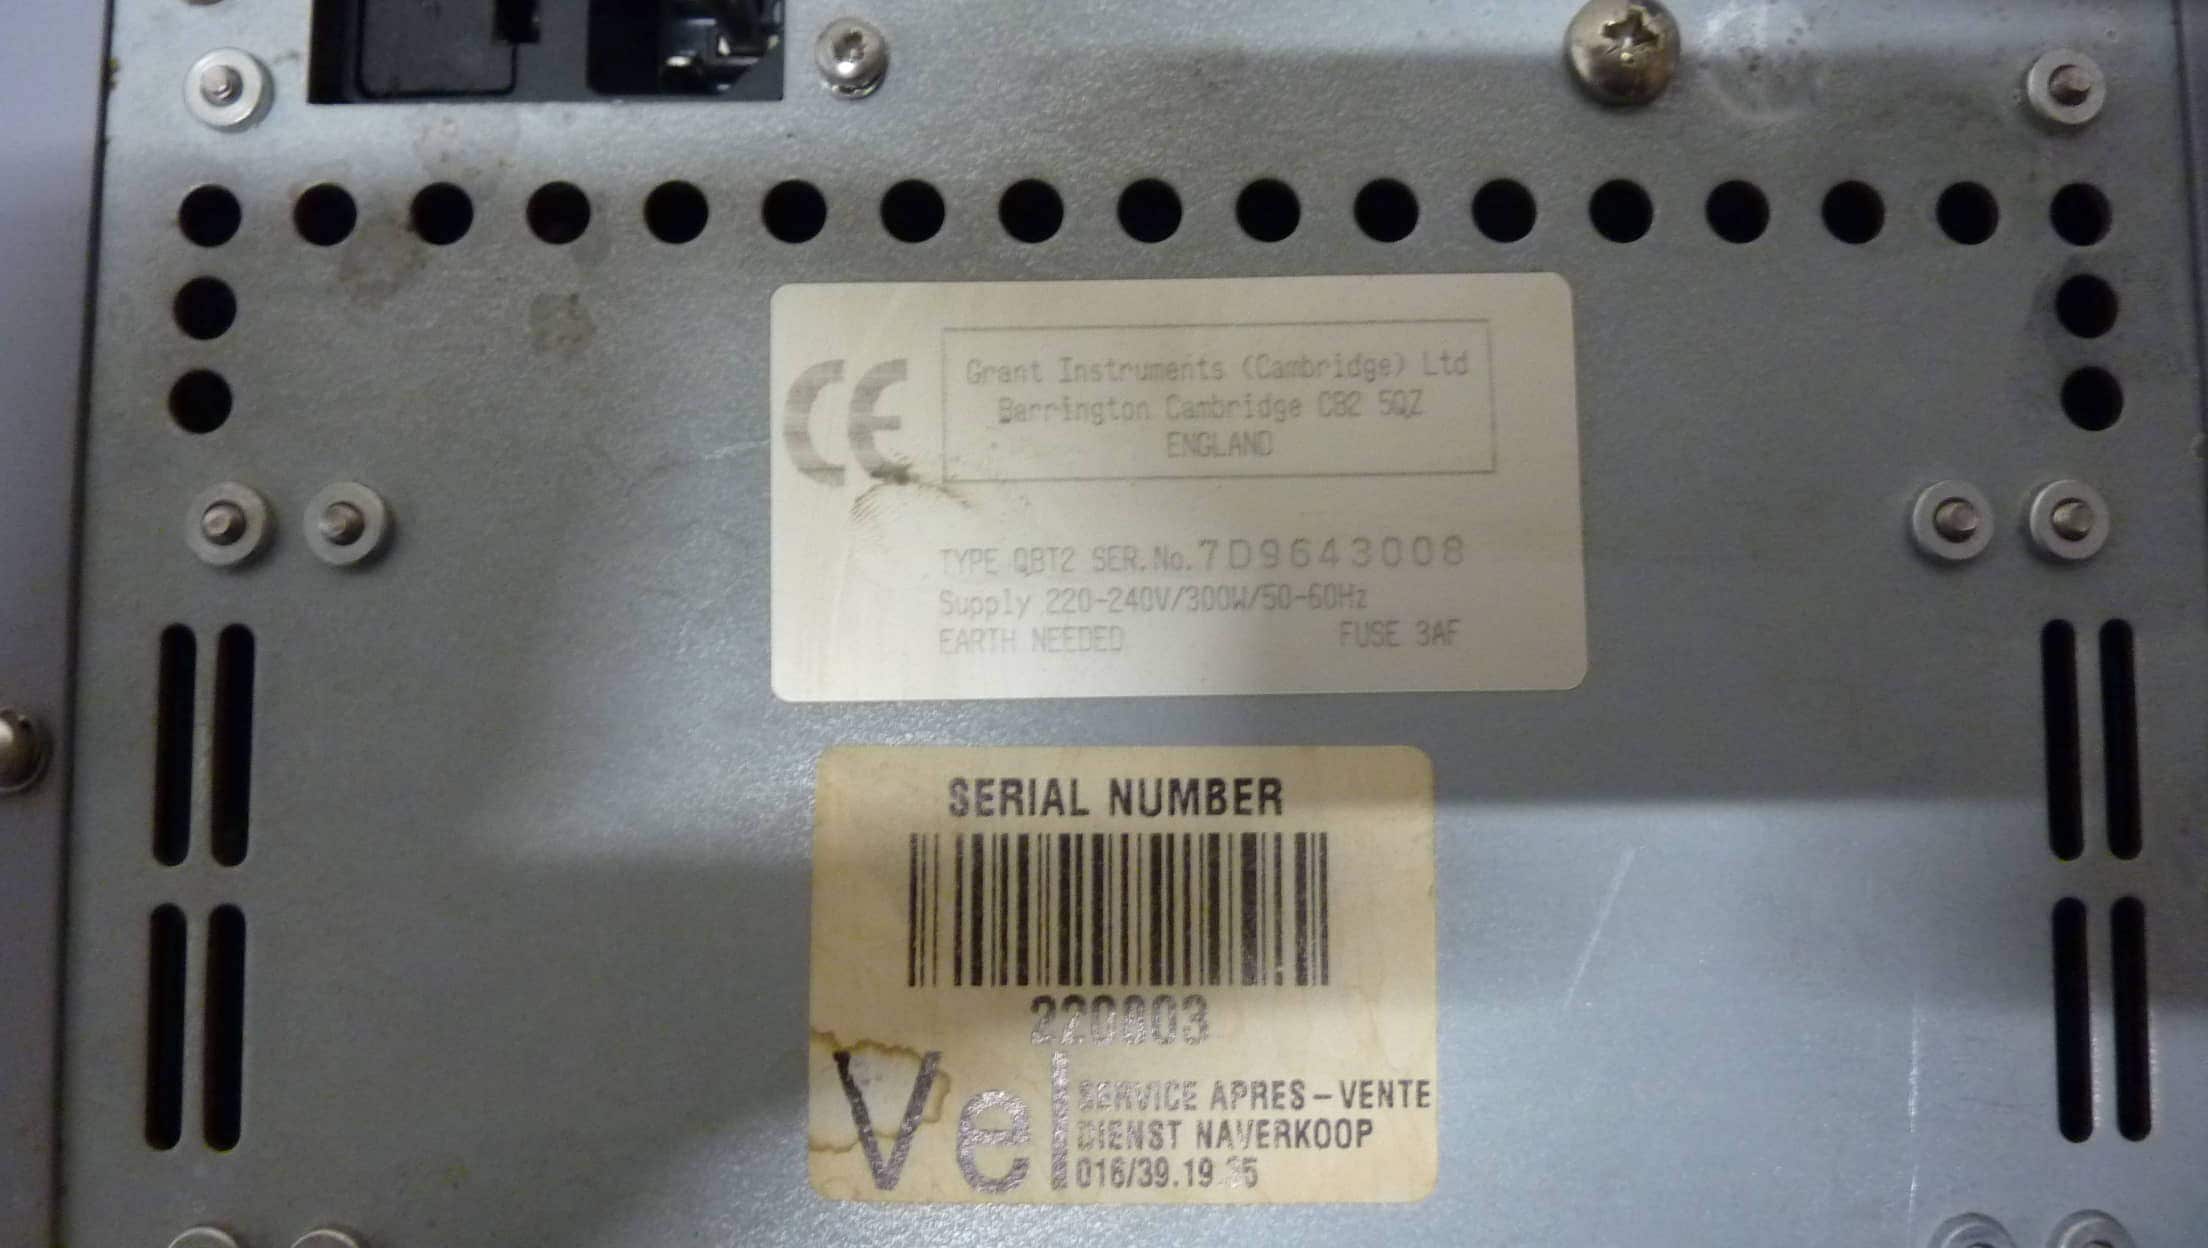 CE
Grant Instruments (Cambridge) Ltd
Barrington Cambridge CB2 5QZ
ENGLAND
TYPE QBT2 SER.No. 7D9643008
Supply 220-240V/300W/50-60Hz
EARTH NEEDED FUSE 3AF
SERIAL NUMBER
220803
Vel
SERVICE APRES-VENTE
DIENST NAVERKOOP
016/39.19